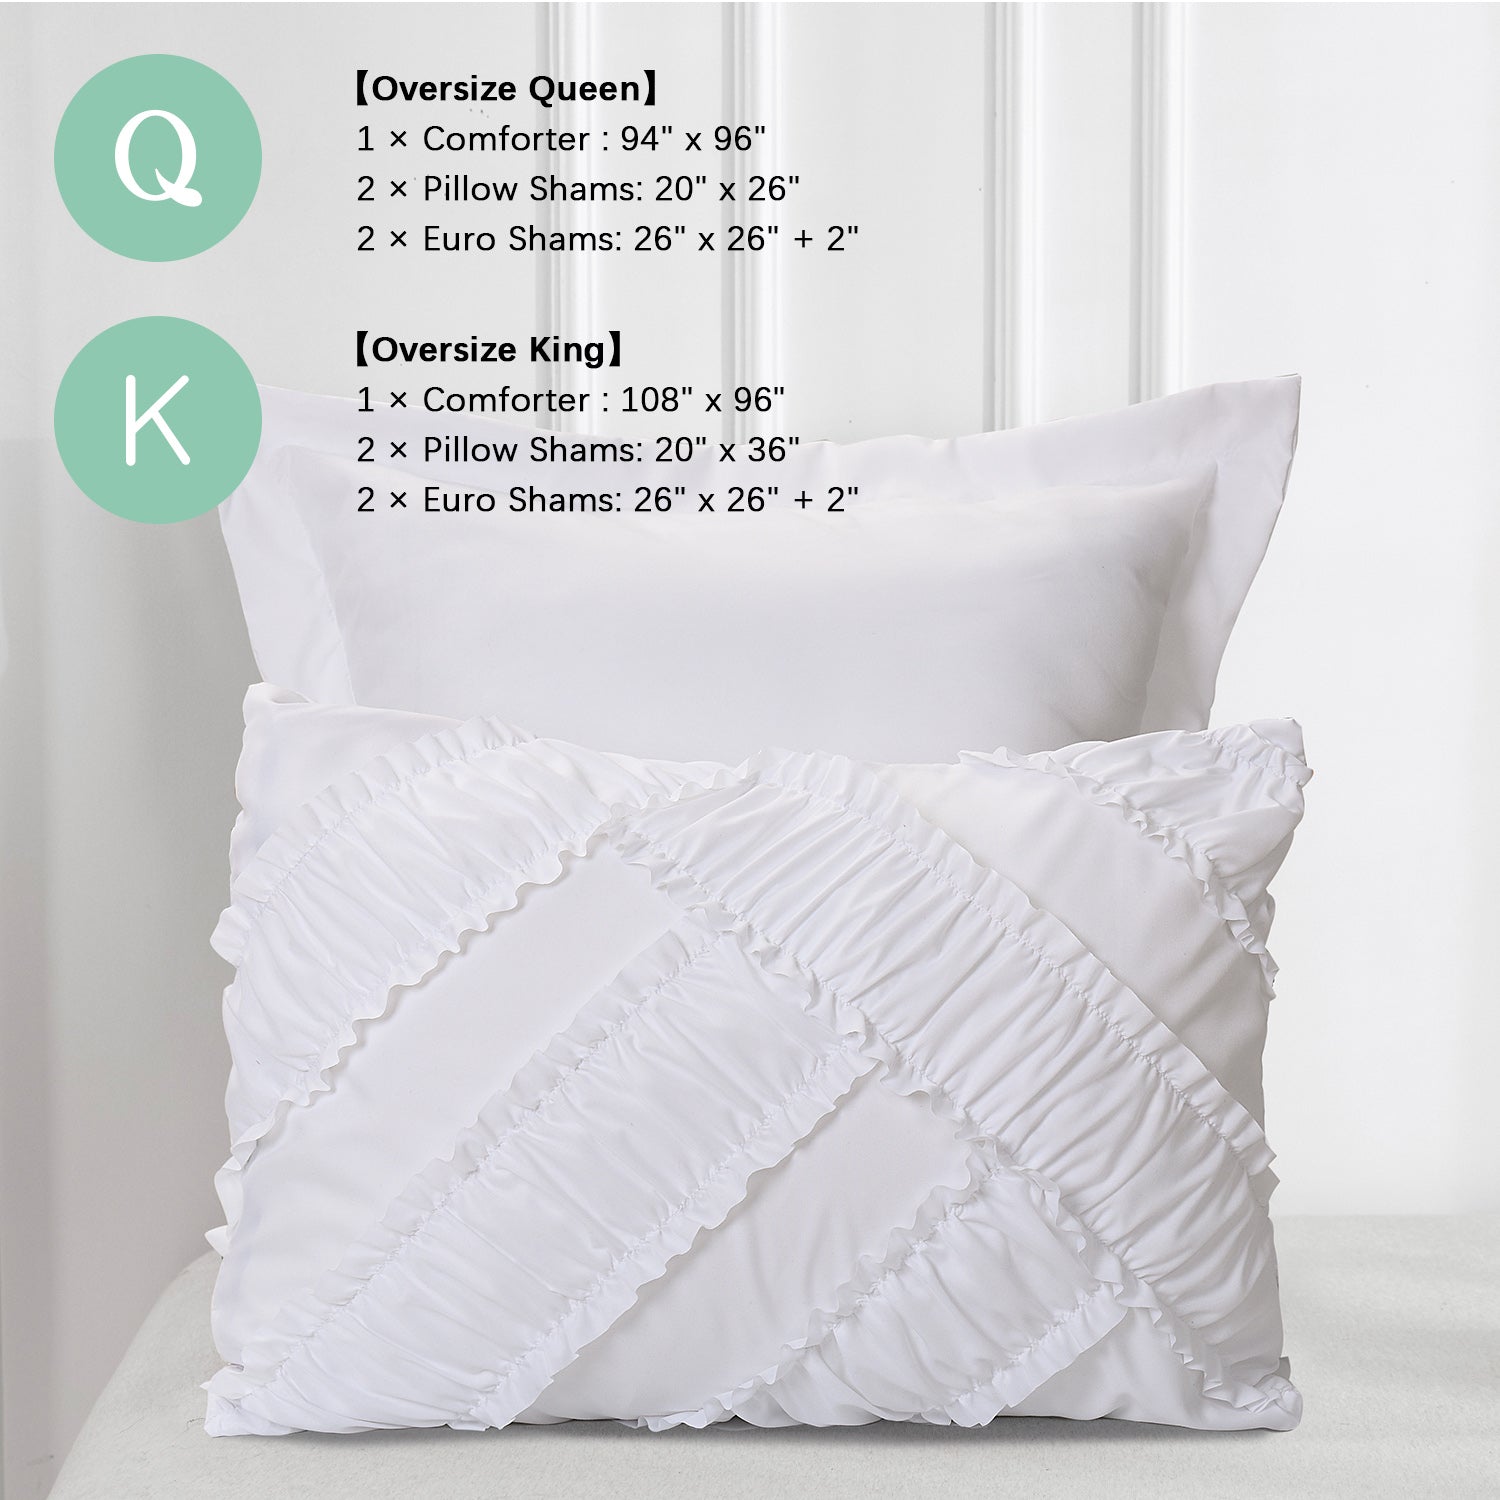 Q
【Oversize Queen】
1 × Comforter : 94" x 96"
2 × Pillow Shams: 20" x 26"
2 × Euro Shams: 26" x 26" + 2"
K
【Oversize King】
1 × Comforter : 108" x 96"
2 × Pillow Shams: 20" x 36"
2 × Euro Shams: 26" x 26" + 2"